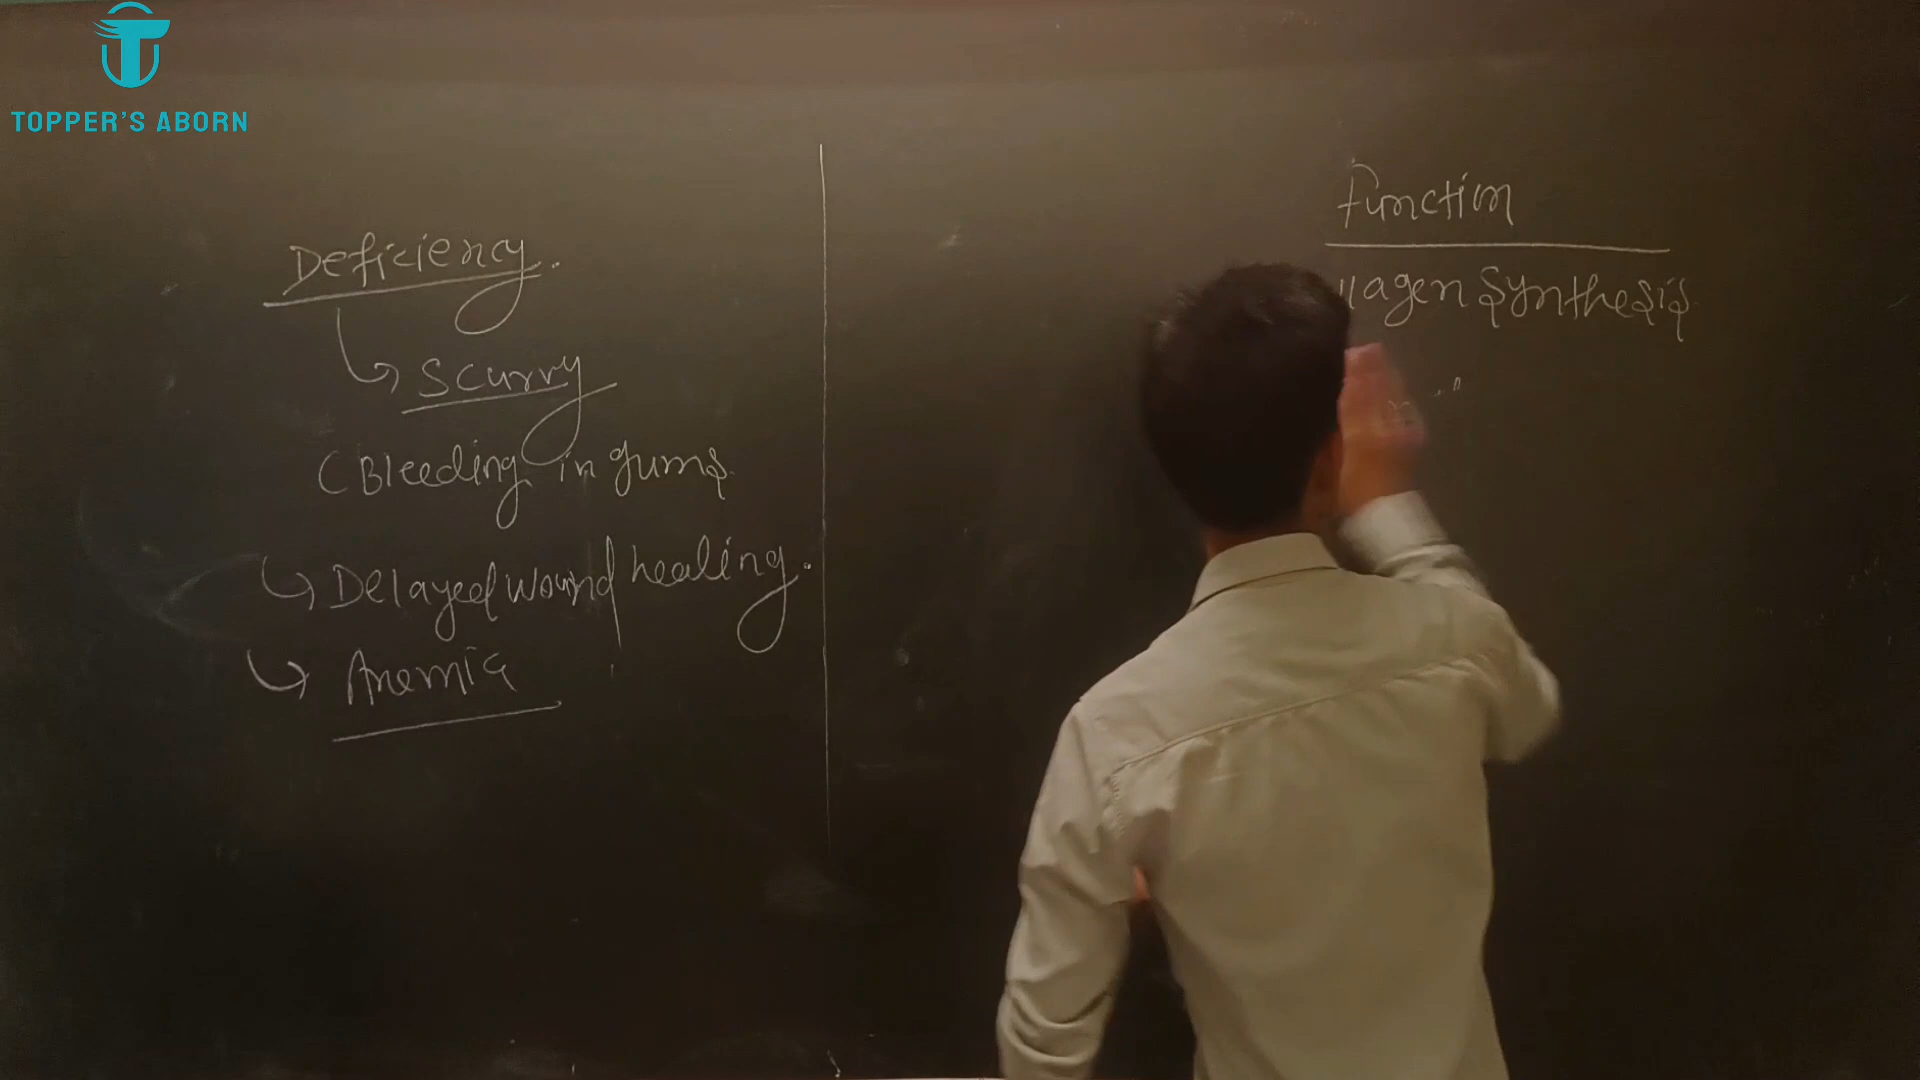 TOPPER'S ABORN
Deficiency.
Scurvy
(Bleeding in gums.
Delayed wound healing.
Anemia
Function
llagen Synthesis